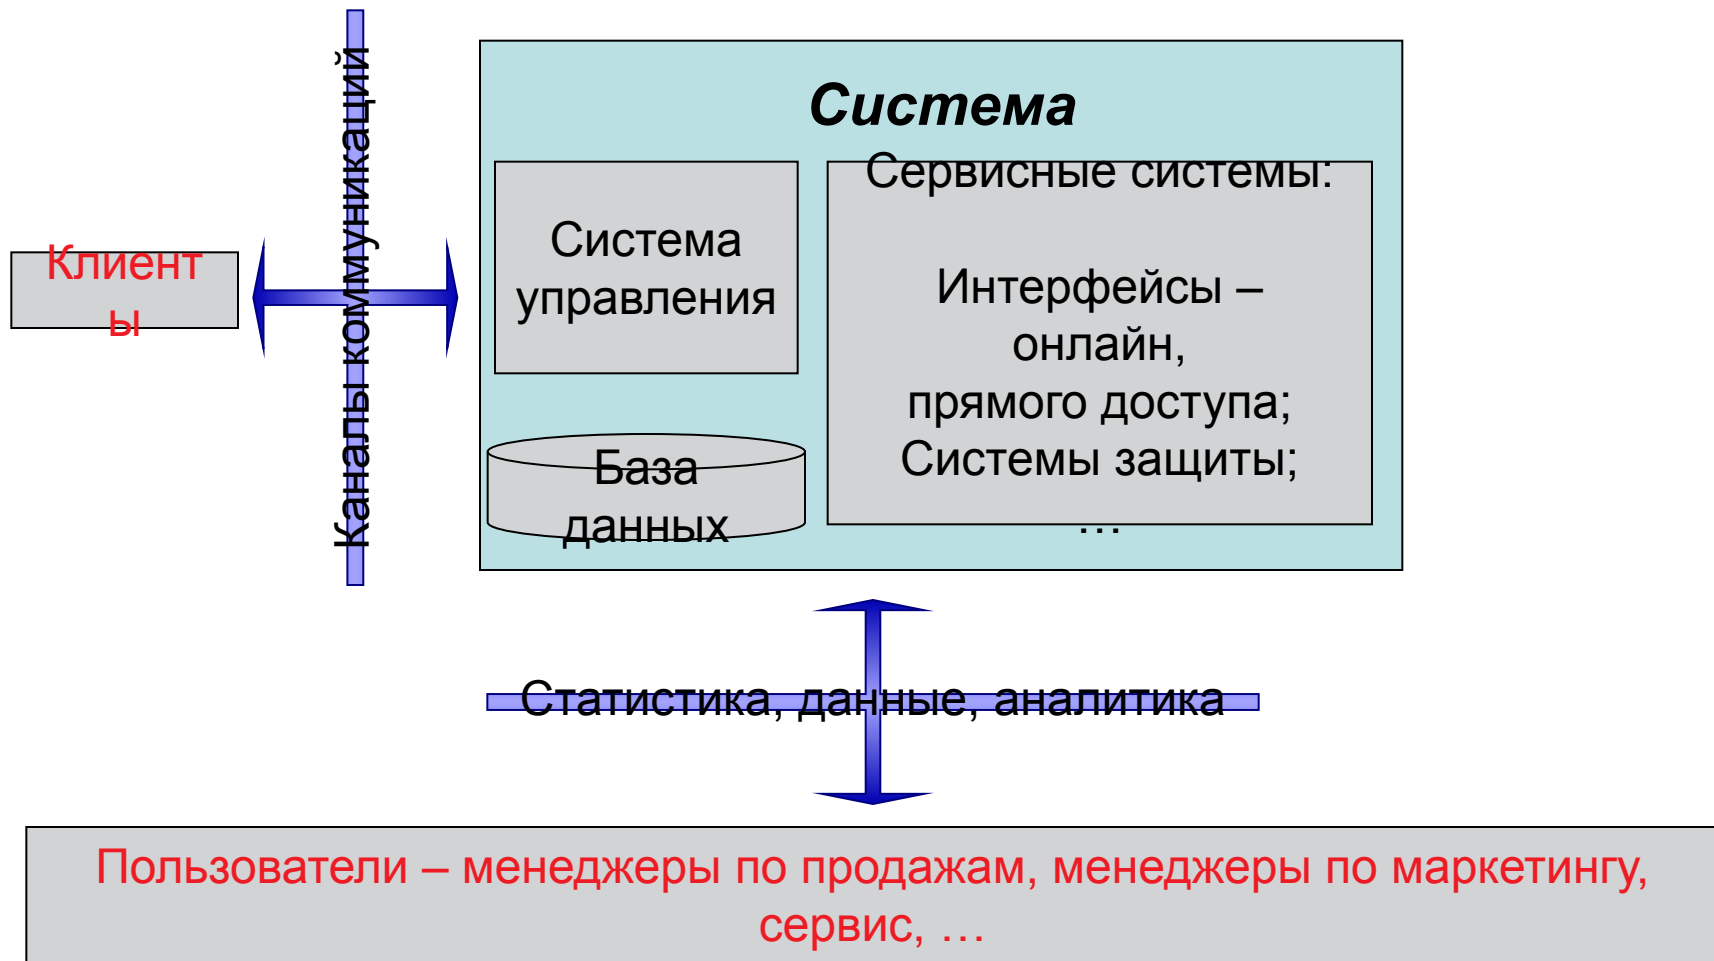 Каналы коммуникаций
Система
Клиент
ы
Система
управления
База
данных
Сервисные системы:
Интерфейсы –
онлайн,
прямого доступа;
Системы защиты;
…
Статистика, данные, аналитика
Пользователи – менеджеры по продажам, менеджеры по маркетингу,
сервис, …